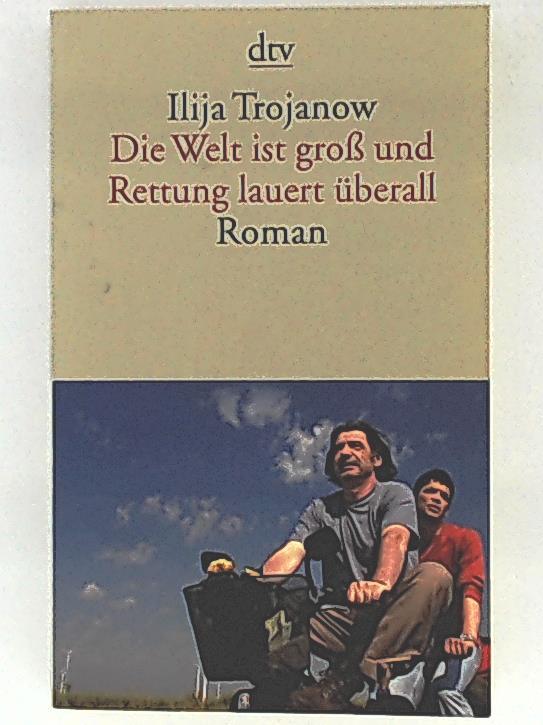 dtv
Ilija Trojanow
Die Welt ist groß und
Rettung lauert überall
Roman